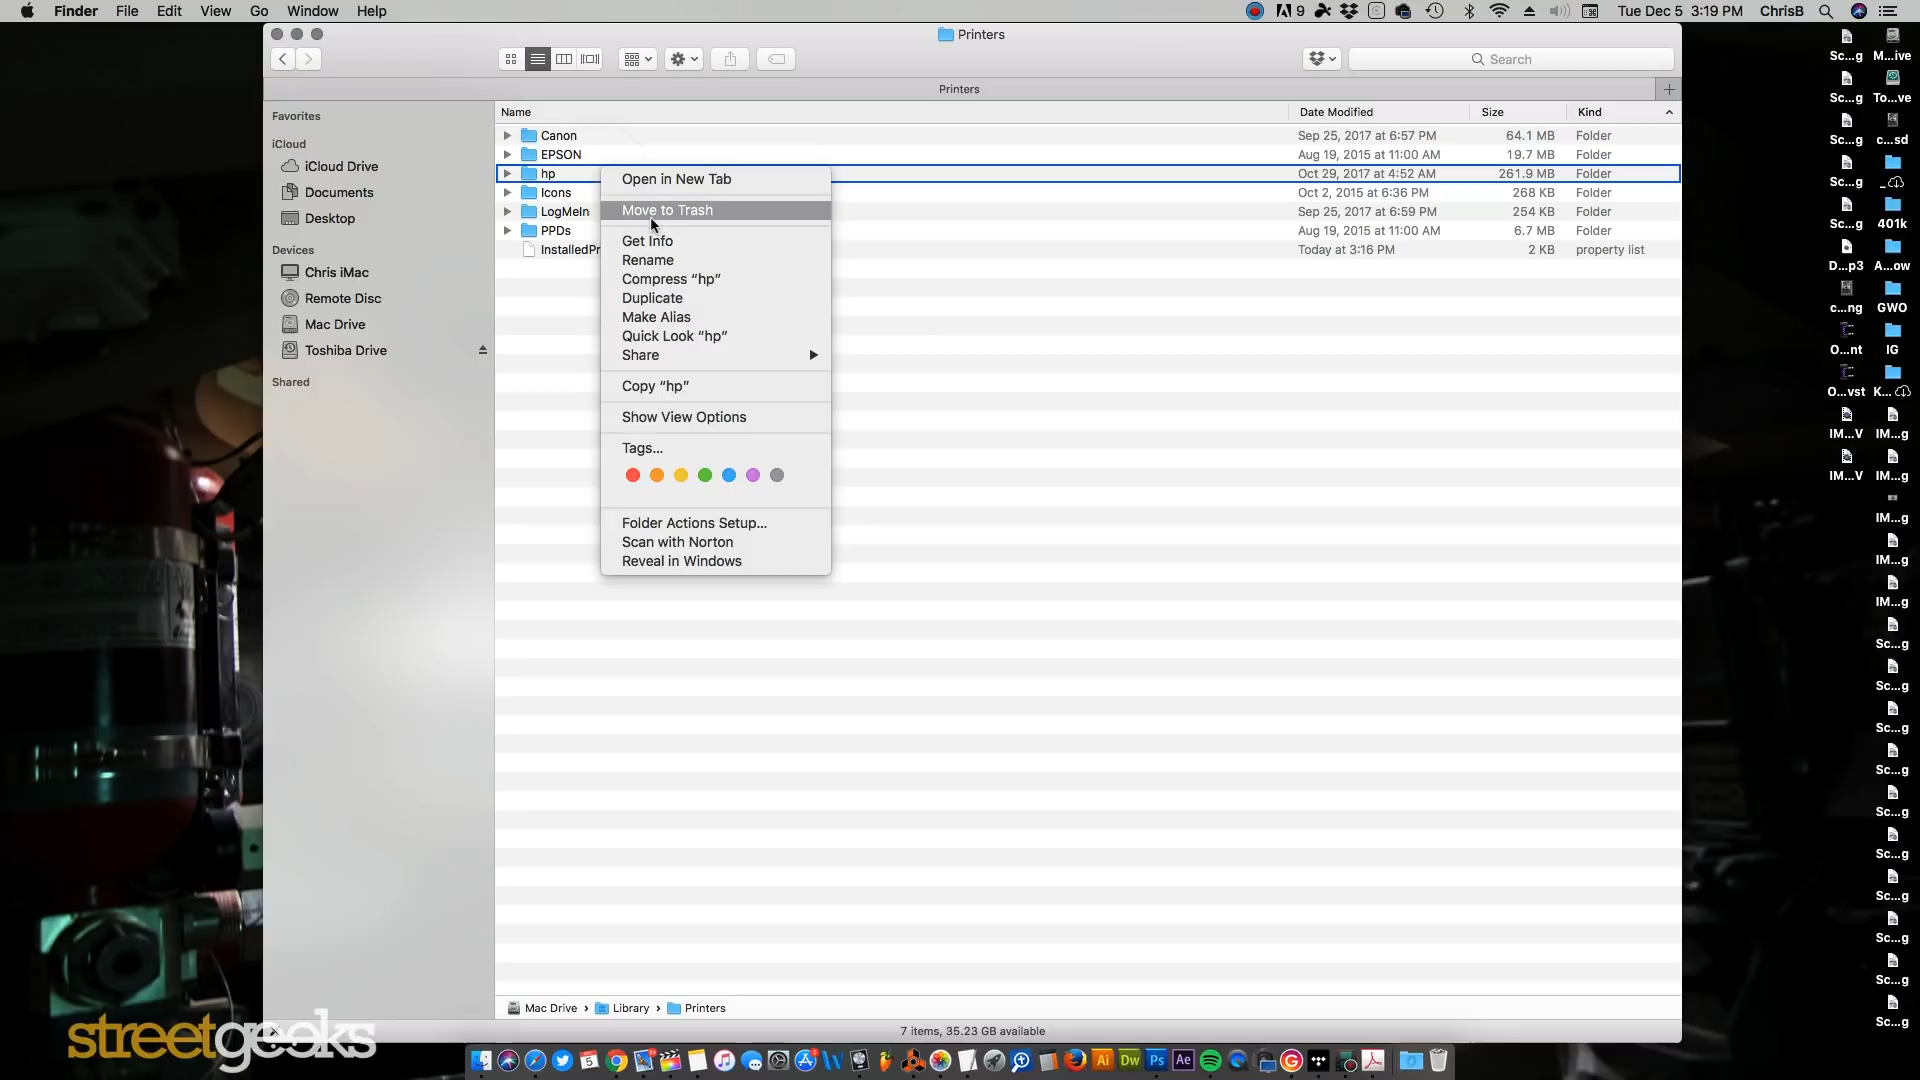 Finder File Edit View Go Window Help
9 Tue Dec 5 3:19 PM ChrisB
Printers
Search
Printers
Name Date Modified Size Kind
Favorites
iCloud
iCloud Drive
Documents
Desktop
Devices
Chris iMac
Remote Disc
Mac Drive
Toshiba Drive
Shared
Canon Sep 25, 2017 at 6:57 PM 64.1 MB Folder
EPSON Aug 19, 2015 at 11:00 AM 19.7 MB Folder
hp Oct 29, 2017 at 4:52 AM 261.9 MB Folder
Icons Oct 2, 2015 at 6:36 PM 268 KB Folder
LogMeIn Sep 25, 2017 at 6:59 PM 254 KB Folder
PPDs Aug 19, 2015 at 11:00 AM 6.7 MB Folder
InstalledPr Today at 3:16 PM 2 KB property list
Open in New Tab
Move to Trash
Get Info
Rename
Compress “hp”
Duplicate
Make Alias
Quick Look “hp”
Share
Copy “hp”
Show View Options
Tags...
Folder Actions Setup...
Scan with Norton
Reveal in Windows
Sc...g M...ive
Sc...g To...ve
Sc...g c...sd
Sc...g _
Sc...g 401k
D...p3 A...ow
c...ng GWO
O...nt IG
O...vst K...
IM...V IM...g
IM...V IM...g
IM...g
IM...g
IM...g
Sc...g
Sc...g
Sc...g
Sc...g
Sc...g
Sc...g
Sc...g
Sc...g
Sc...g
Sc...g
Mac Drive › Library › Printers
7 items, 35.23 GB available
streetgeeks
5 W Ai Dw Ps Ae G